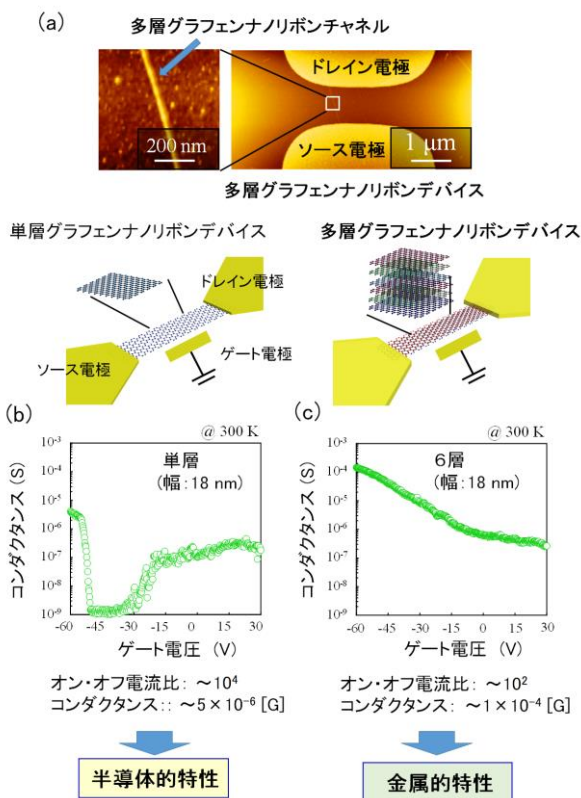 (a)
多層グラフェンナノリボンチャネル
200 nm
ドレイン電極
ソース電極
1 μm
多層グラフェンナノリボンデバイス
単層グラフェンナノリボンデバイス
ドレイン電極
ゲート電極
ソース電極
多層グラフェンナノリボンデバイス
(b)
@ 300 K
コンダクタンス (S)
10-3
10-4
10-5
10-6
10-7
10-8
10-9
単層
(幅:18 nm)
-60 -45 -30 -15 0 15 30
ゲート電圧 (V)
オン・オフ電流比: ～10⁴
コンダクタンス:: ～5×10⁻⁶ [G]
半導体的特性
(c)
@ 300 K
コンダクタンス (S)
10-3
10-4
10-5
10-6
10-7
10-8
10-9
6層
(幅:18 nm)
-60 -45 -30 -15 0 15 30
ゲート電圧 (V)
オン・オフ電流比: ～10²
コンダクタンス: ～1×10⁻⁴ [G]
金属的特性